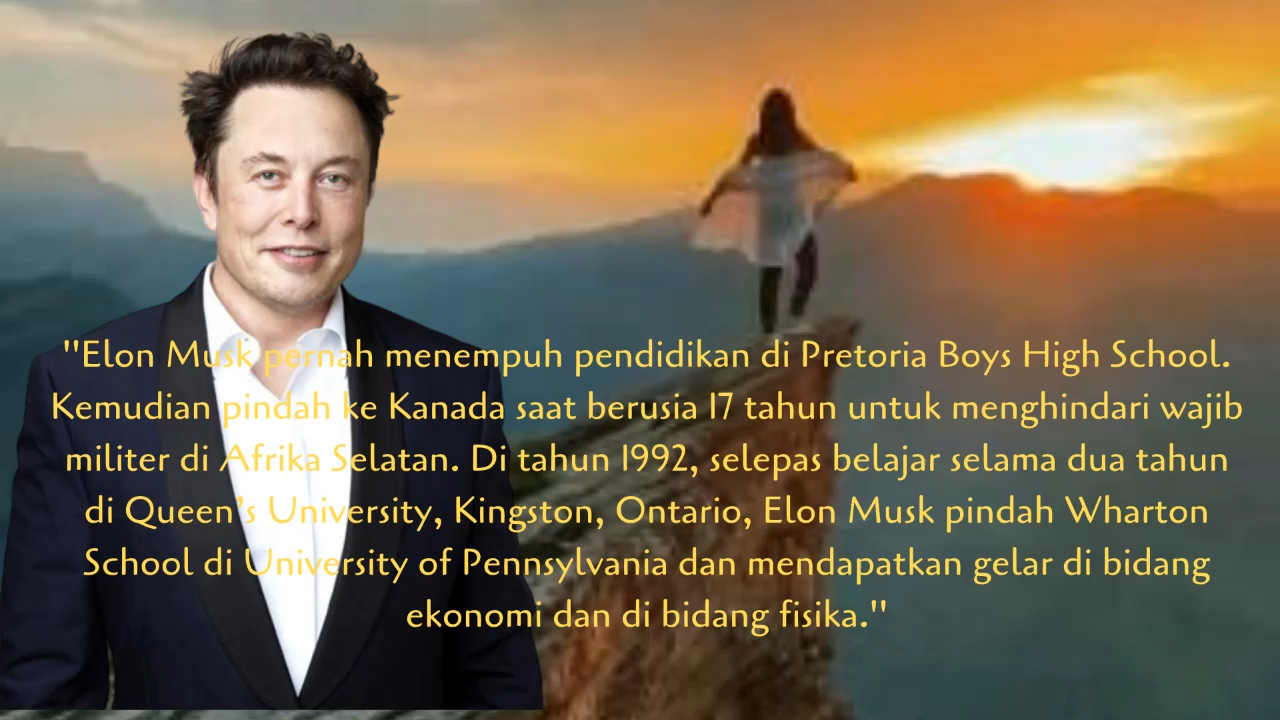 "Elon Musk pernah menempuh pendidikan di Pretoria Boys High School.
Kemudian pindah ke Kanada saat berusia 17 tahun untuk menghindari wajib
militer di Afrika Selatan. Di tahun 1992, selepas belajar selama dua tahun
di Queen's University, Kingston, Ontario, Elon Musk pindah Wharton
School di University of Pennsylvania dan mendapatkan gelar di bidang
ekonomi dan di bidang fisika."